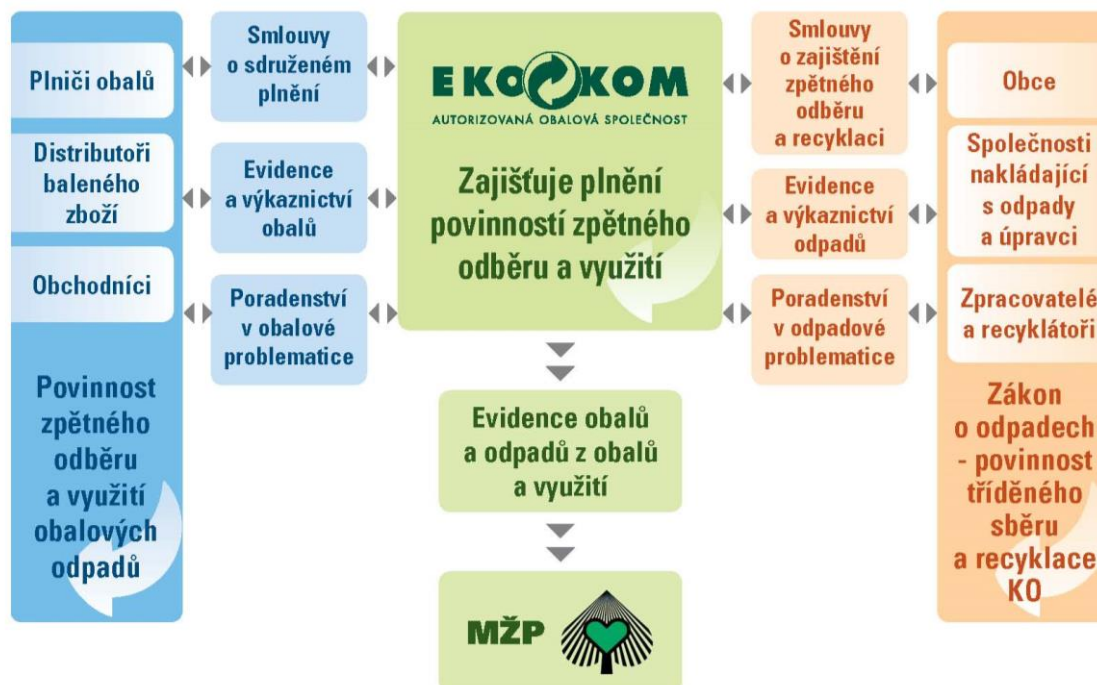 Plniči obalů
Distributoři
baleného
zboží
Obchodníci
Povinnost
zpětného
odběru
a využití
obalových
odpadů
Smlouvy
o sdruženém
plnění
Evidence
a výkaznictví
obalů
Poradenství
v obalové
problematice
EKO KOM
AUTORIZOVANÁ OBALOVÁ SPOLEČNOST
Zajišťuje plnění
povinností zpětného
odběru a využití
Evidence obalů
a odpadů z obalů
a využití
MŽP
Smlouvy
o zajištění
zpětného
odběru
a recyklaci
Evidence
a výkaznictví
odpadů
Poradenství
v odpadové
problematice
Obce
Společnosti
nakládající
s odpady
a úpravci
Zpracovatelé
a recyklátoři
Zákon
o odpadech
- povinnost
tříděného
sběru
a recyklace
KO